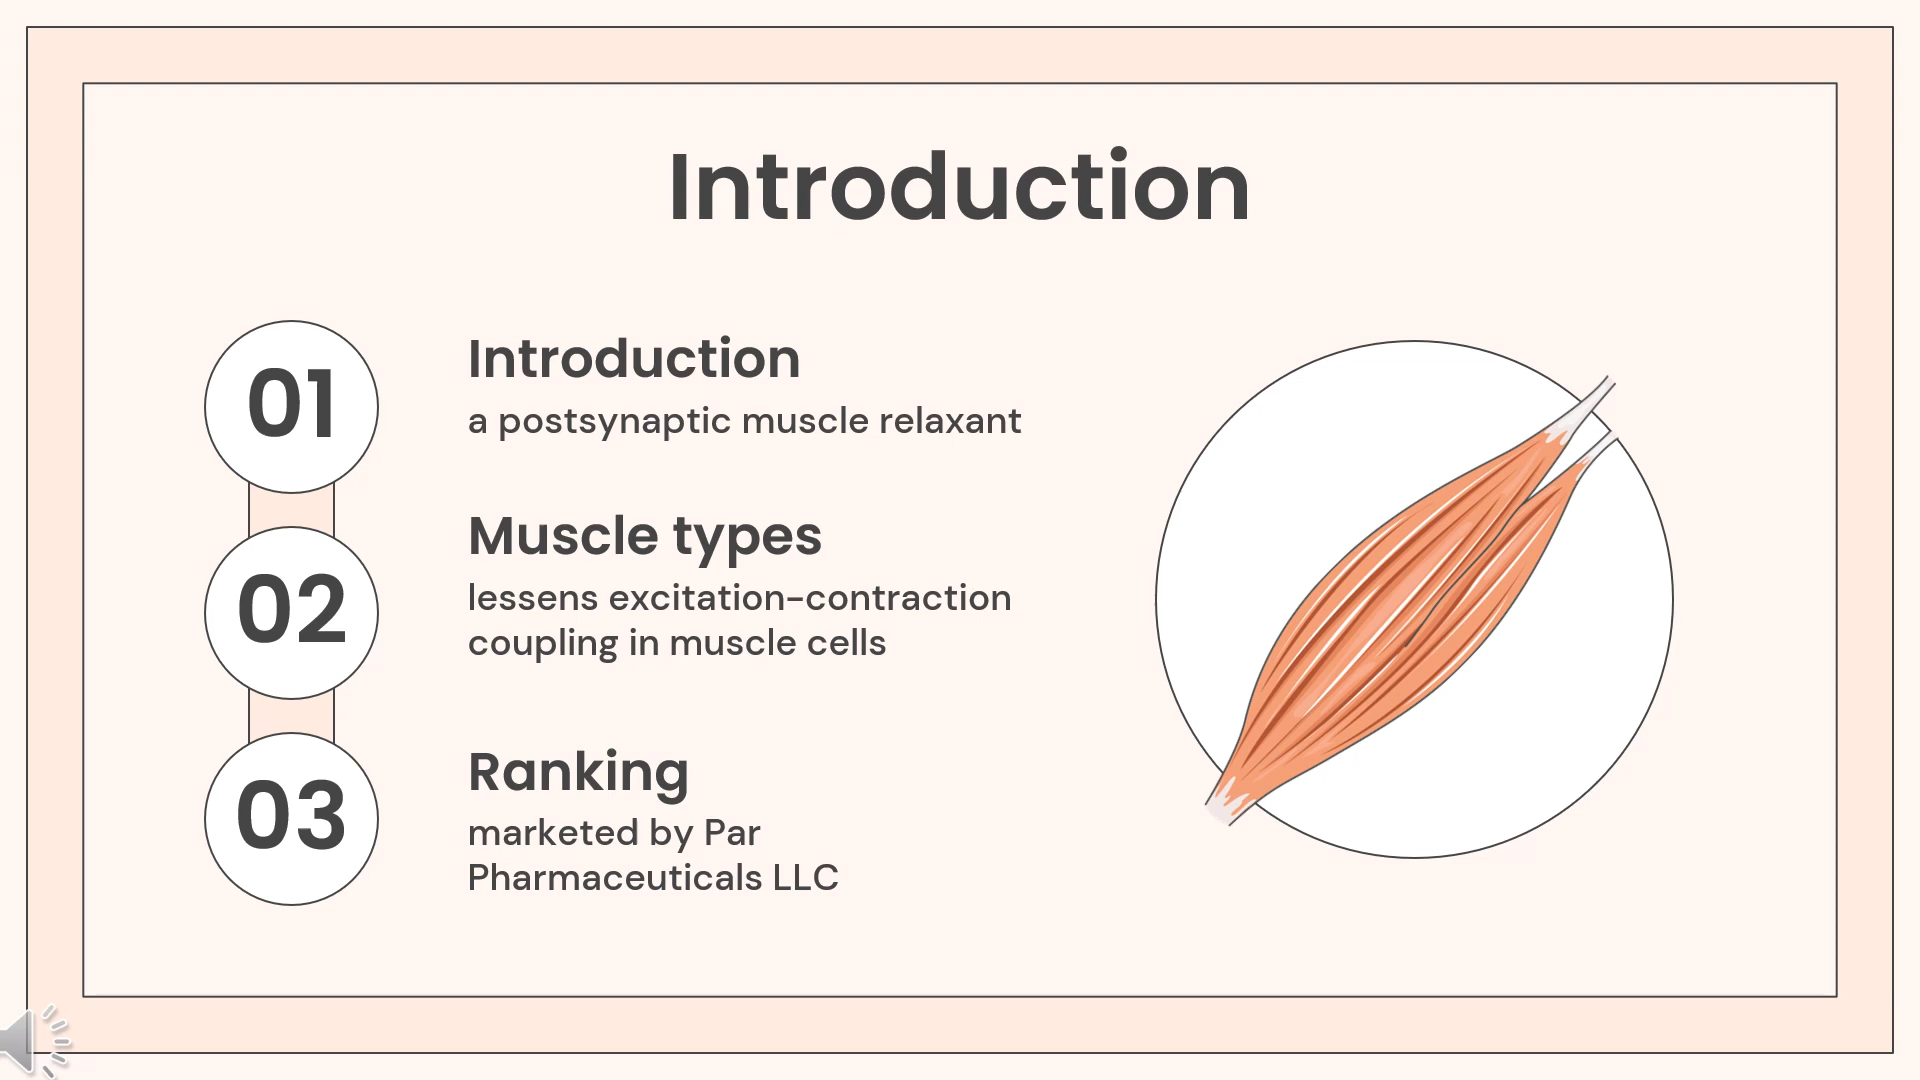 Introduction
01
Introduction
a postsynaptic muscle relaxant
02
Muscle types
lessens excitation-contraction
coupling in muscle cells
03
Ranking
marketed by Par
Pharmaceuticals LLC